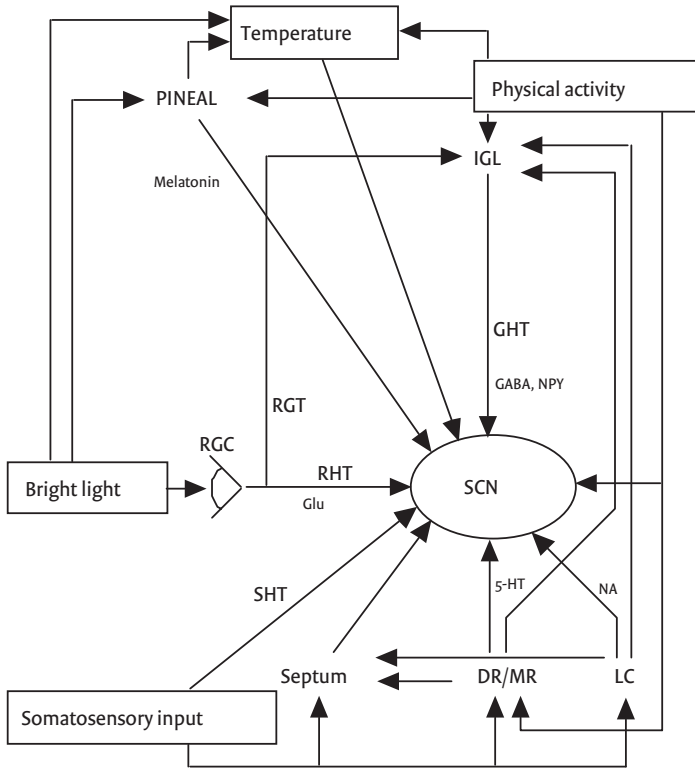 Temperature
Physical activity
PINEAL
IGL
Melatonin
GHT
GABA, NPY
RGT
RGC
RHT
Bright light
SCN
Glu
5-HT
NA
SHT
Septum
DR/MR
LC
Somatosensory input